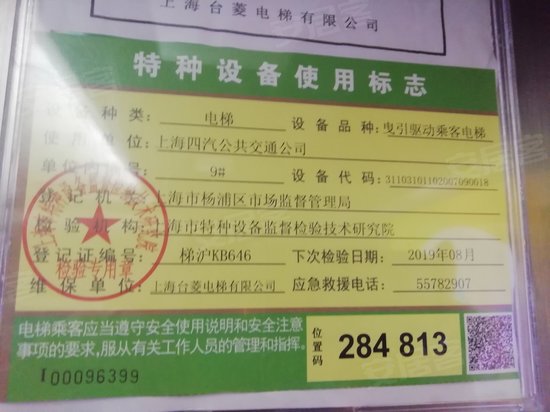 上海台菱电梯有限公司
特种设备使用标志
设备种类: 电梯 设备品种: 曳引驱动乘客电梯
使用单位: 上海四汽公共交通公司
单位内编号: 9# 设备代码: 31103101102007090018
登记机构: 上海市杨浦区市场监督管理局
检验机构: 上海市特种设备监督检验技术研究院
登记证编号: 梯沪KB646 下次检验日期: 2019年08月
维保单位: 上海台菱电梯有限公司 应急救援电话: 55782907
检验专用章
电梯乘客应当遵守安全使用说明和安全注意
事项的要求,服从有关工作人员的管理和指挥。
位置码 284 813
I00096399